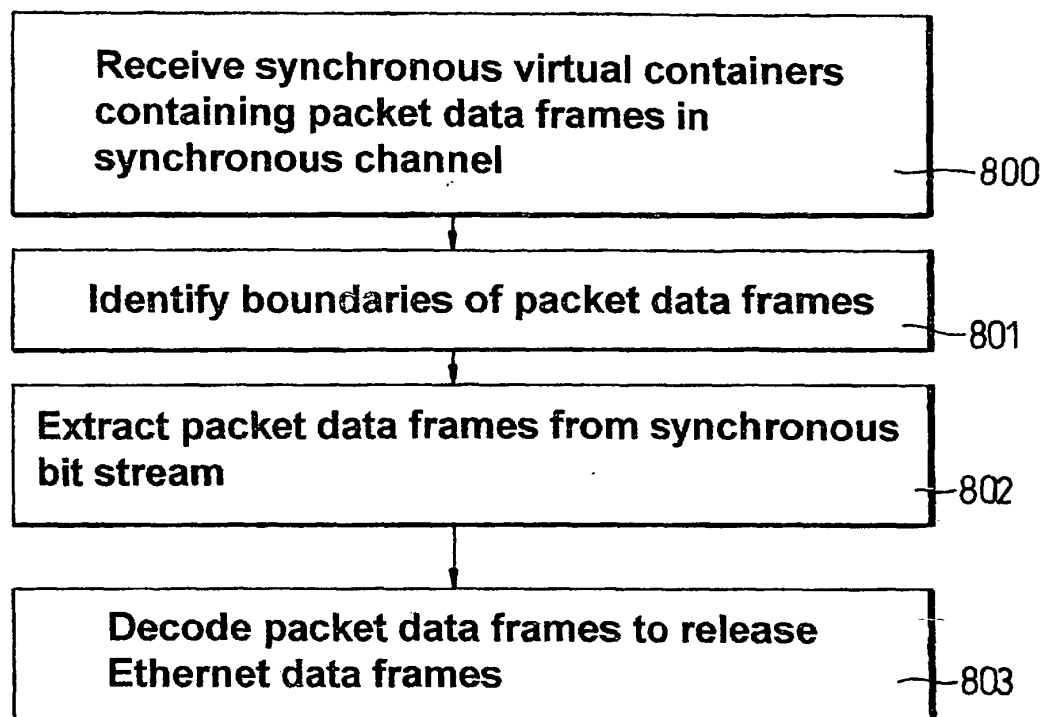 Receive synchronous virtual containers
containing packet data frames in
synchronous channel
800
Identify boundaries of packet data frames
801
Extract packet data frames from synchronous
bit stream
802
Decode packet data frames to release
Ethernet data frames
803